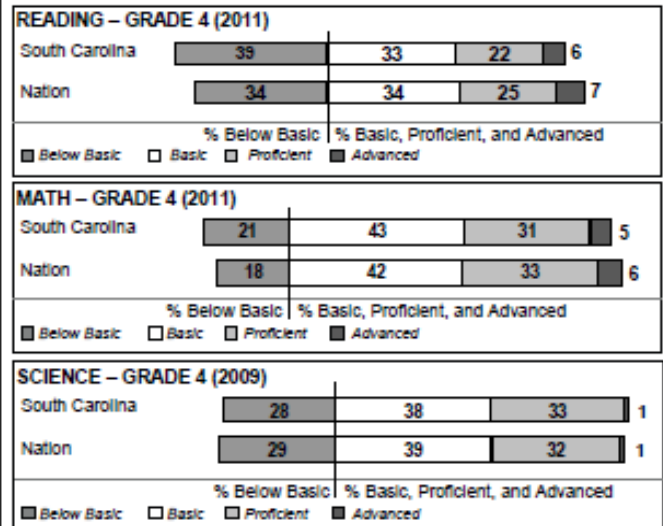 READING – GRADE 4 (2011)
South Carolina 39 33 22 6
Nation 34 34 25 7
% Below Basic % Basic, Proficient, and Advanced
Below Basic Basic Proficient Advanced
MATH – GRADE 4 (2011)
South Carolina 21 43 31 5
Nation 18 42 33 6
% Below Basic % Basic, Proficient, and Advanced
Below Basic Basic Proficient Advanced
SCIENCE – GRADE 4 (2009)
South Carolina 28 38 33 1
Nation 29 39 32 1
% Below Basic % Basic, Proficient, and Advanced
Below Basic Basic Proficient Advanced